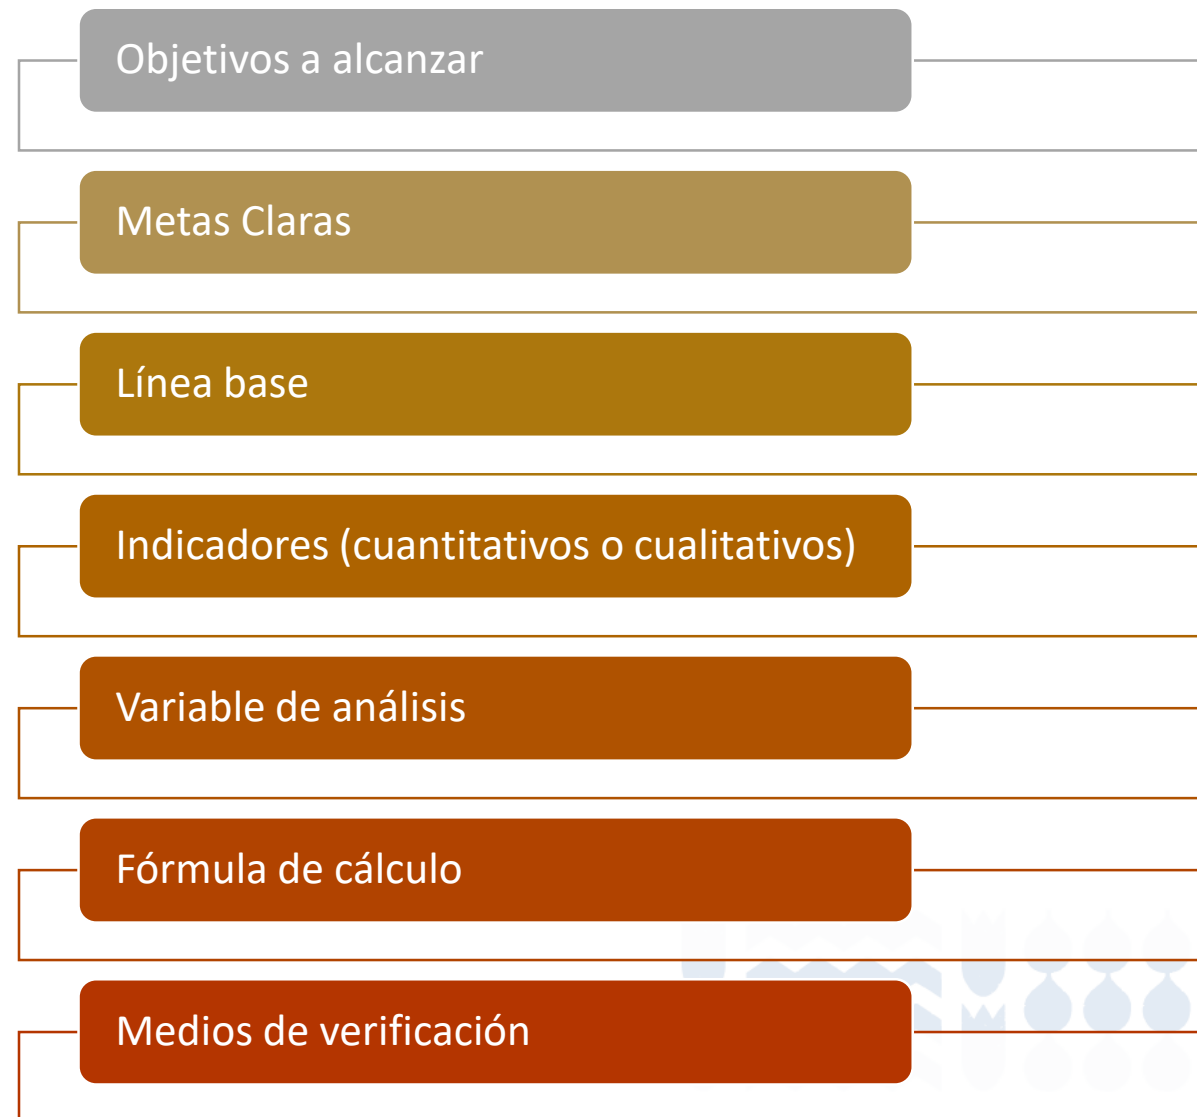 Objetivos a alcanzar
Metas Claras
Línea base
Indicadores (cuantitativos o cualitativos)
Variable de análisis
Fórmula de cálculo
Medios de verificación